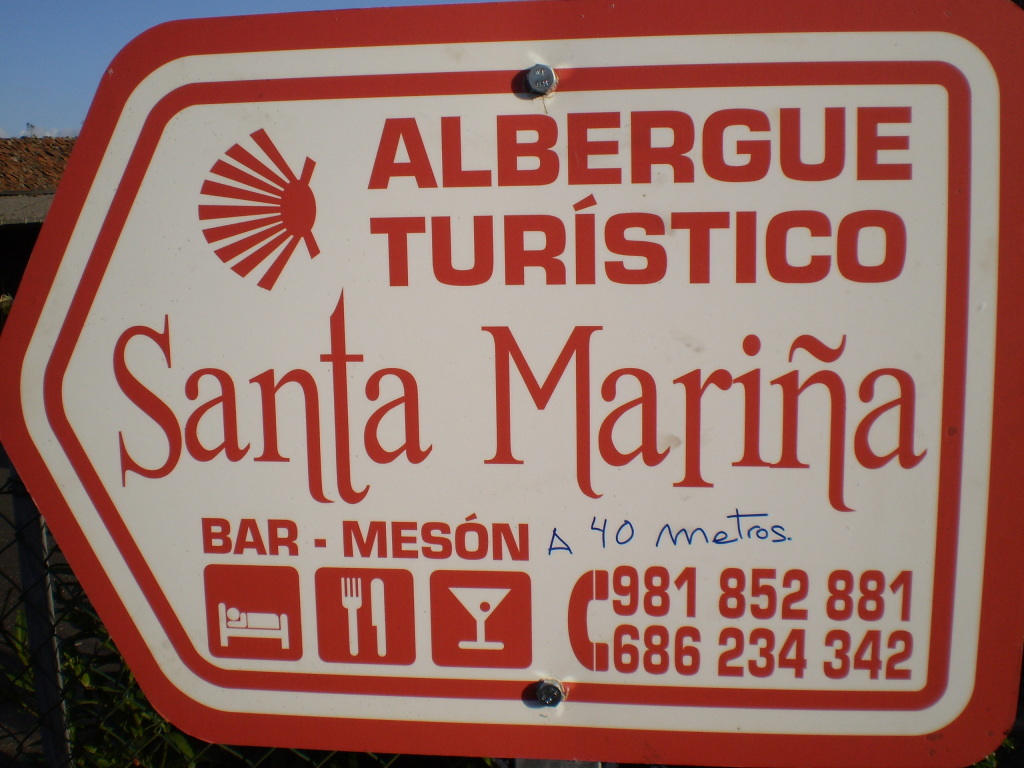 ALBERGUE
TURÍSTICO
Santa Mariña
BAR - MESÓN A 40 metros.
981 852 881
686 234 342